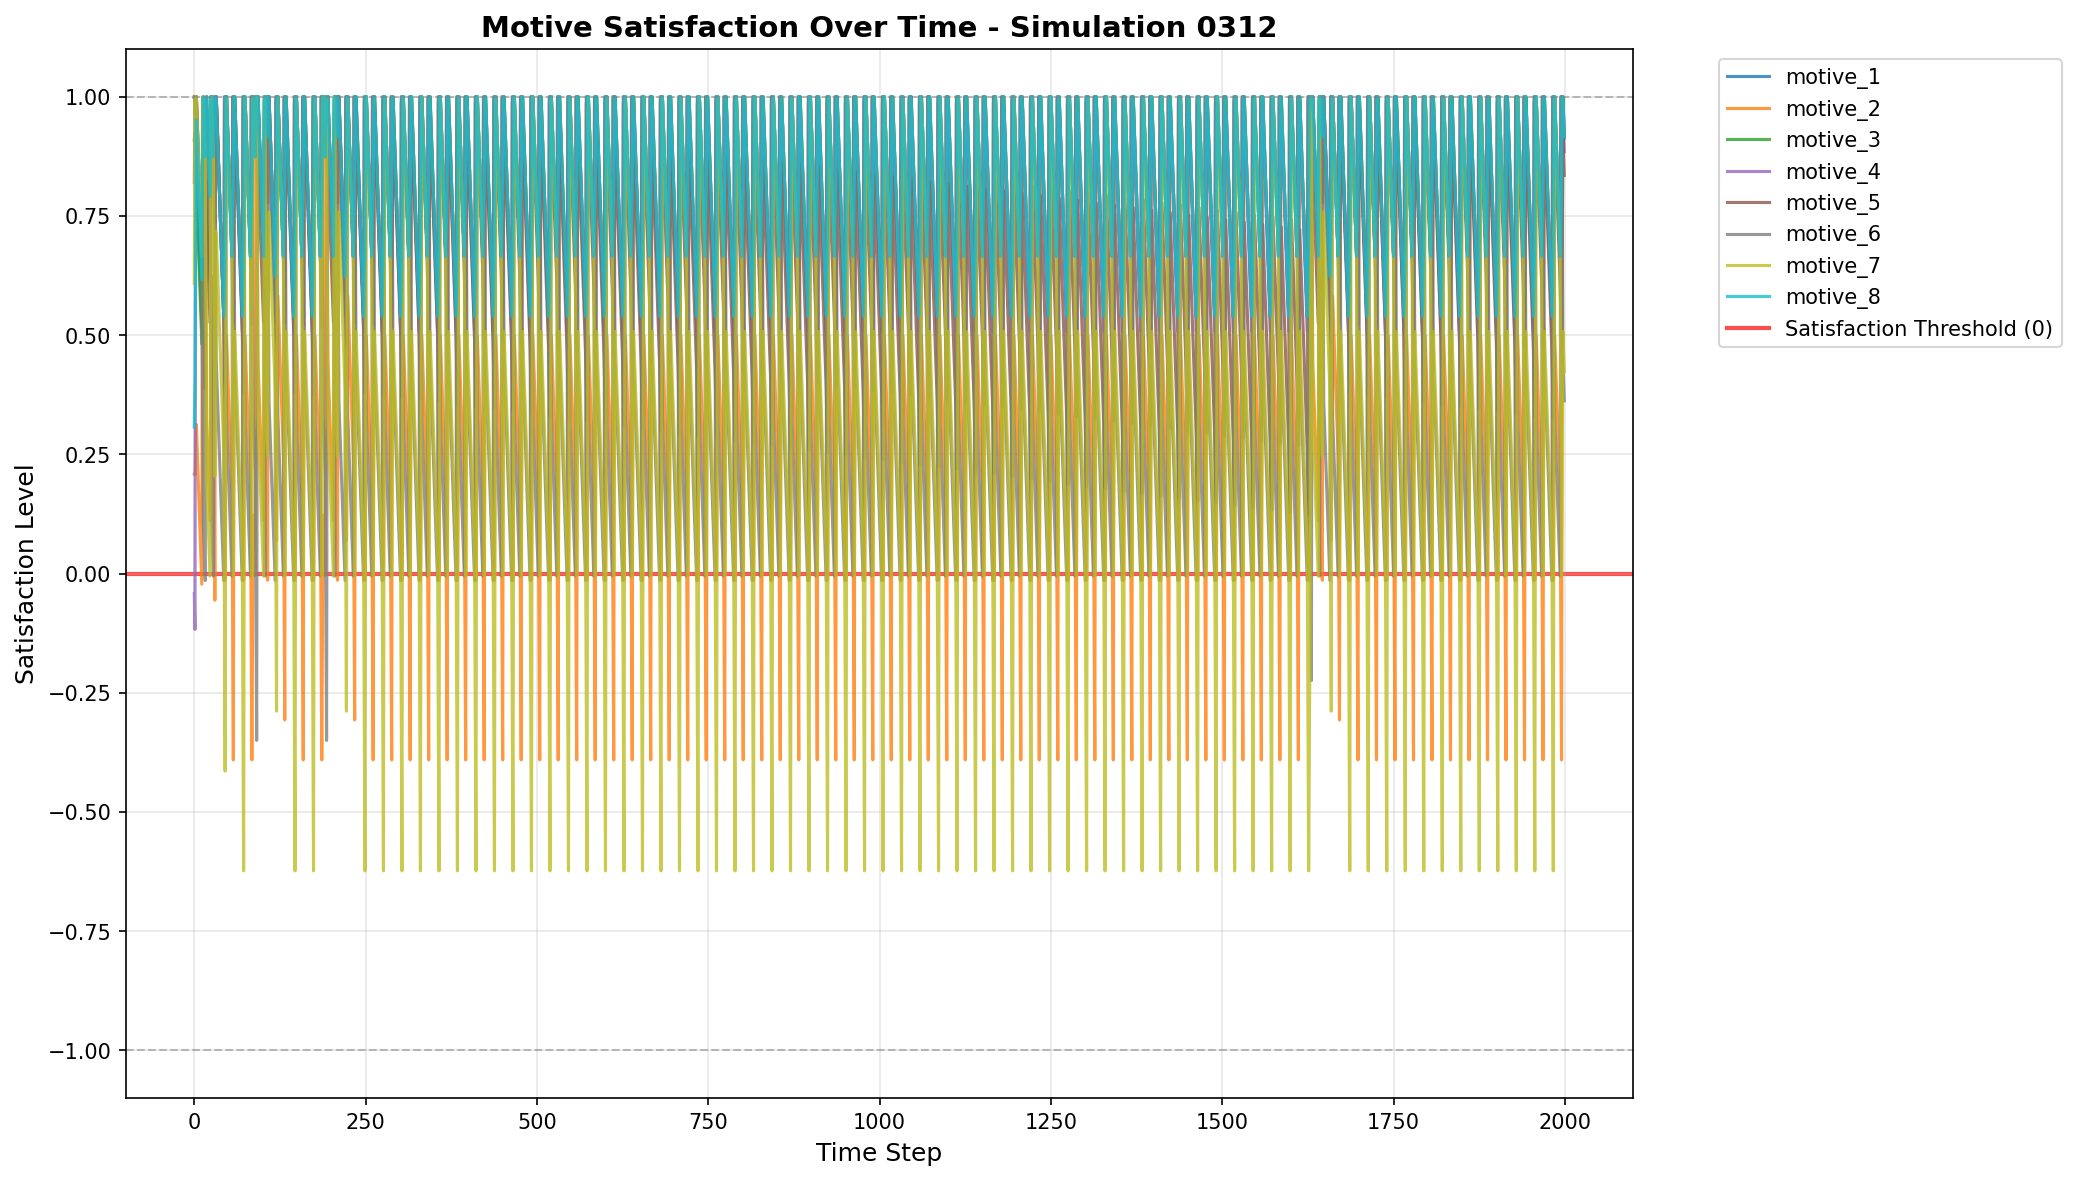 Motive Satisfaction Over Time - Simulation 0312
1.00
0.75
0.50
0.25
0.00
−0.25
−0.50
−0.75
−1.00
Satisfaction Level
0 250 500 750 1000 1250 1500 1750 2000
Time Step
motive_1
motive_2
motive_3
motive_4
motive_5
motive_6
motive_7
motive_8
Satisfaction Threshold (0)